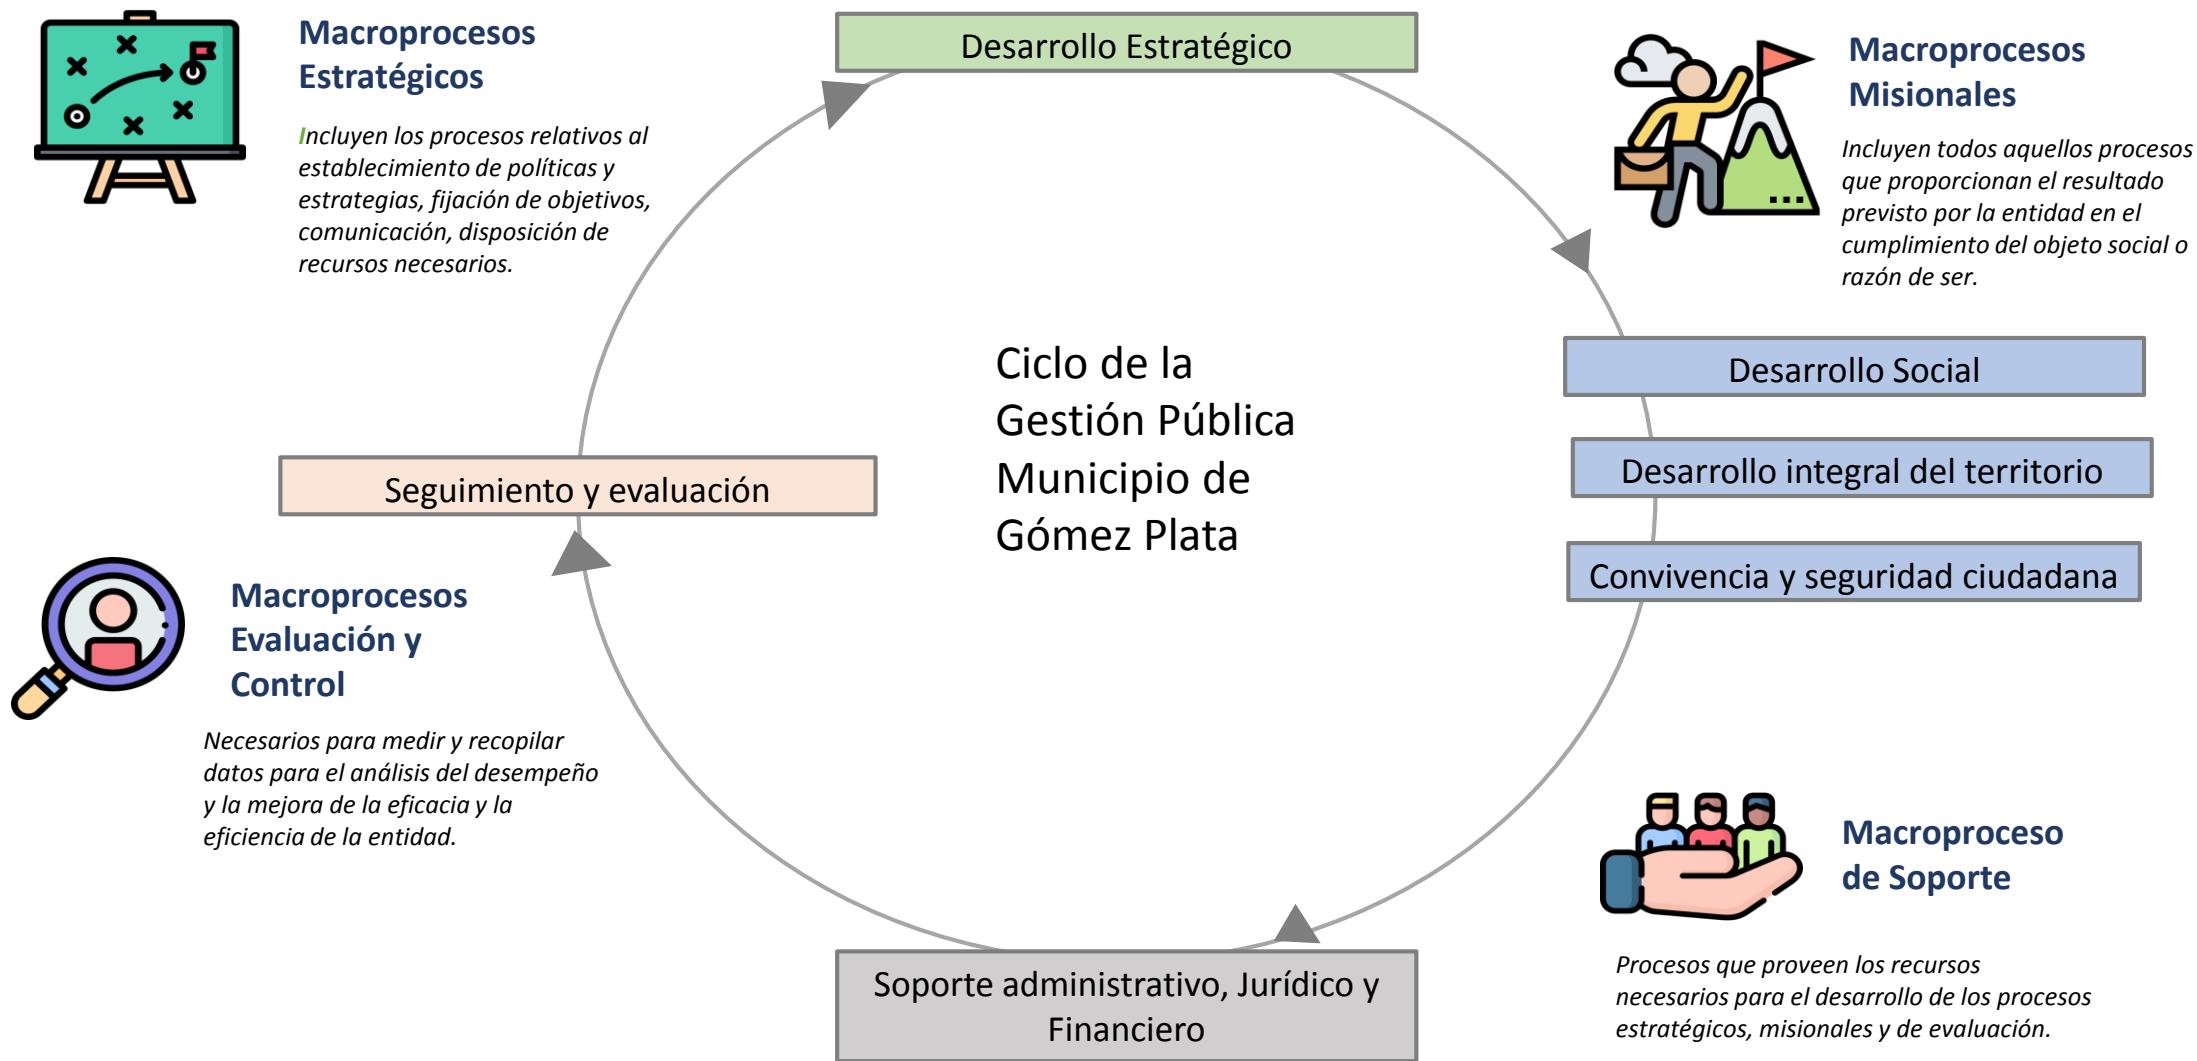 Macroprocesos
Estratégicos
Incluyen los procesos relativos al
establecimiento de políticas y
estrategias, fijación de objetivos,
comunicación, disposición de
recursos necesarios.
Desarrollo Estratégico
Macroprocesos
Misionales
Incluyen todos aquellos procesos
que proporcionan el resultado
previsto por la entidad en el
cumplimiento del objeto social o
razón de ser.
Ciclo de la
Gestión Pública
Municipio de
Gómez Plata
Desarrollo Social
Desarrollo integral del territorio
Convivencia y seguridad ciudadana
Seguimiento y evaluación
Macroprocesos
Evaluación y
Control
Necesarios para medir y recopilar
datos para el análisis del desempeño
y la mejora de la eficacia y la
eficiencia de la entidad.
Macroproceso
de Soporte
Procesos que proveen los recursos
necesarios para el desarrollo de los procesos
estratégicos, misionales y de evaluación.
Soporte administrativo, Jurídico y
Financiero